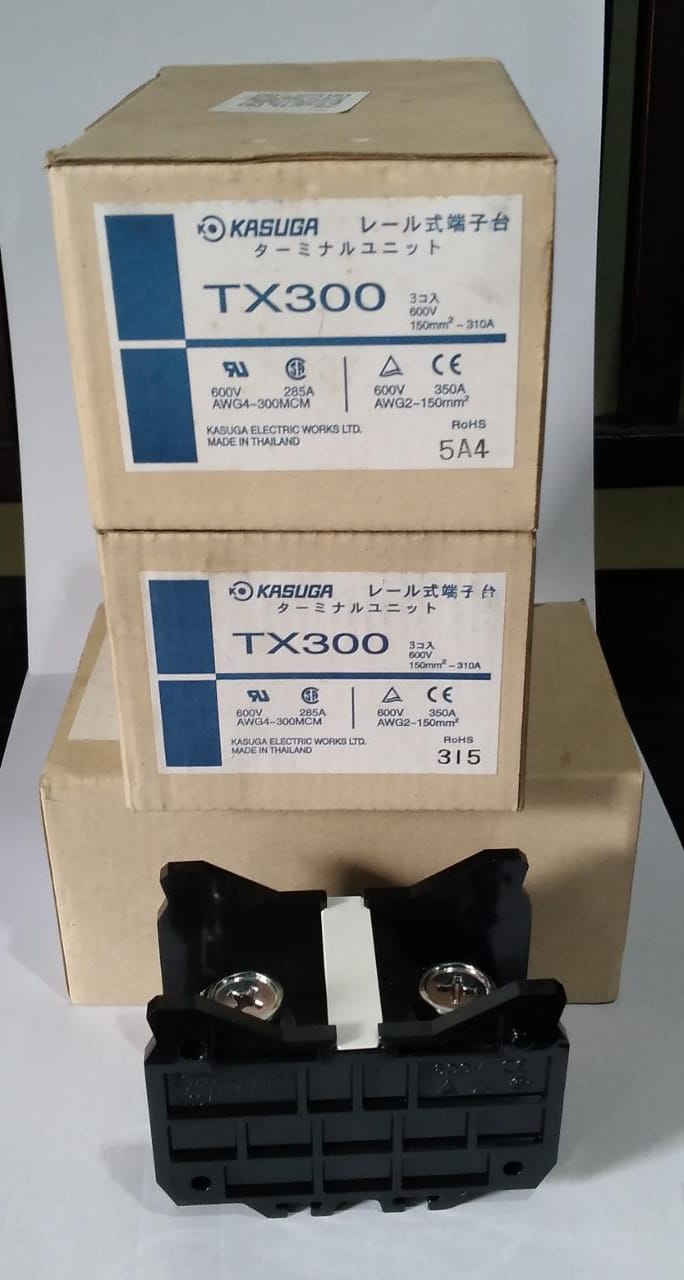 KASUGA レール式端子台
ターミナルユニット
TX300 3コ入
600V
150mm²-310A
600V 285A 600V 350A
AWG4~300MCM AWG2~150mm²
KASUGA ELECTRIC WORKS LTD. RoHS
MADE IN THAILAND 5A4
KASUGA レール式端子台
ターミナルユニット
TX300 3コ入
600V
150mm²-310A
600V 285A 600V 350A
AWG4~300MCM AWG2~150mm²
KASUGA ELECTRIC WORKS LTD. RoHS
MADE IN THAILAND 315
600V CE